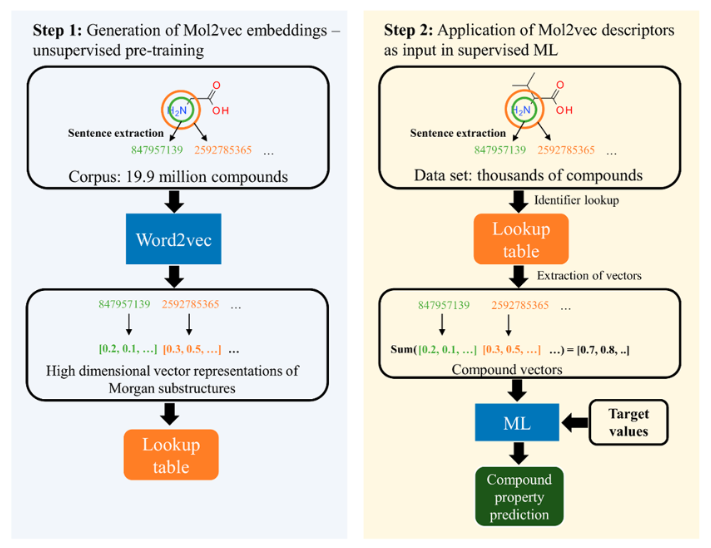 Step 1: Generation of Mol2vec embeddings –
unsupervised pre-training
H₂N
O
OH
Sentence extraction
847957139 2592785365 ...
Corpus: 19.9 million compounds
Word2vec
847957139 2592785365 ...
[0.2, 0.1, ...] [0.3, 0.5, ...] ...
High dimensional vector representations of
Morgan substructures
Lookup
table
Step 2: Application of Mol2vec descriptors
as input in supervised ML
H₂N
O
OH
Sentence extraction
847957139 2592785365 ...
Data set: thousands of compounds
Identifier lookup
Lookup
table
Extraction of vectors
847957139 2592785365 ...
Sum([0.2, 0.1, ...] [0.3, 0.5, ...] ...) = [0.7, 0.8, ..]
Compound vectors
ML
Target
values
Compound
property
prediction